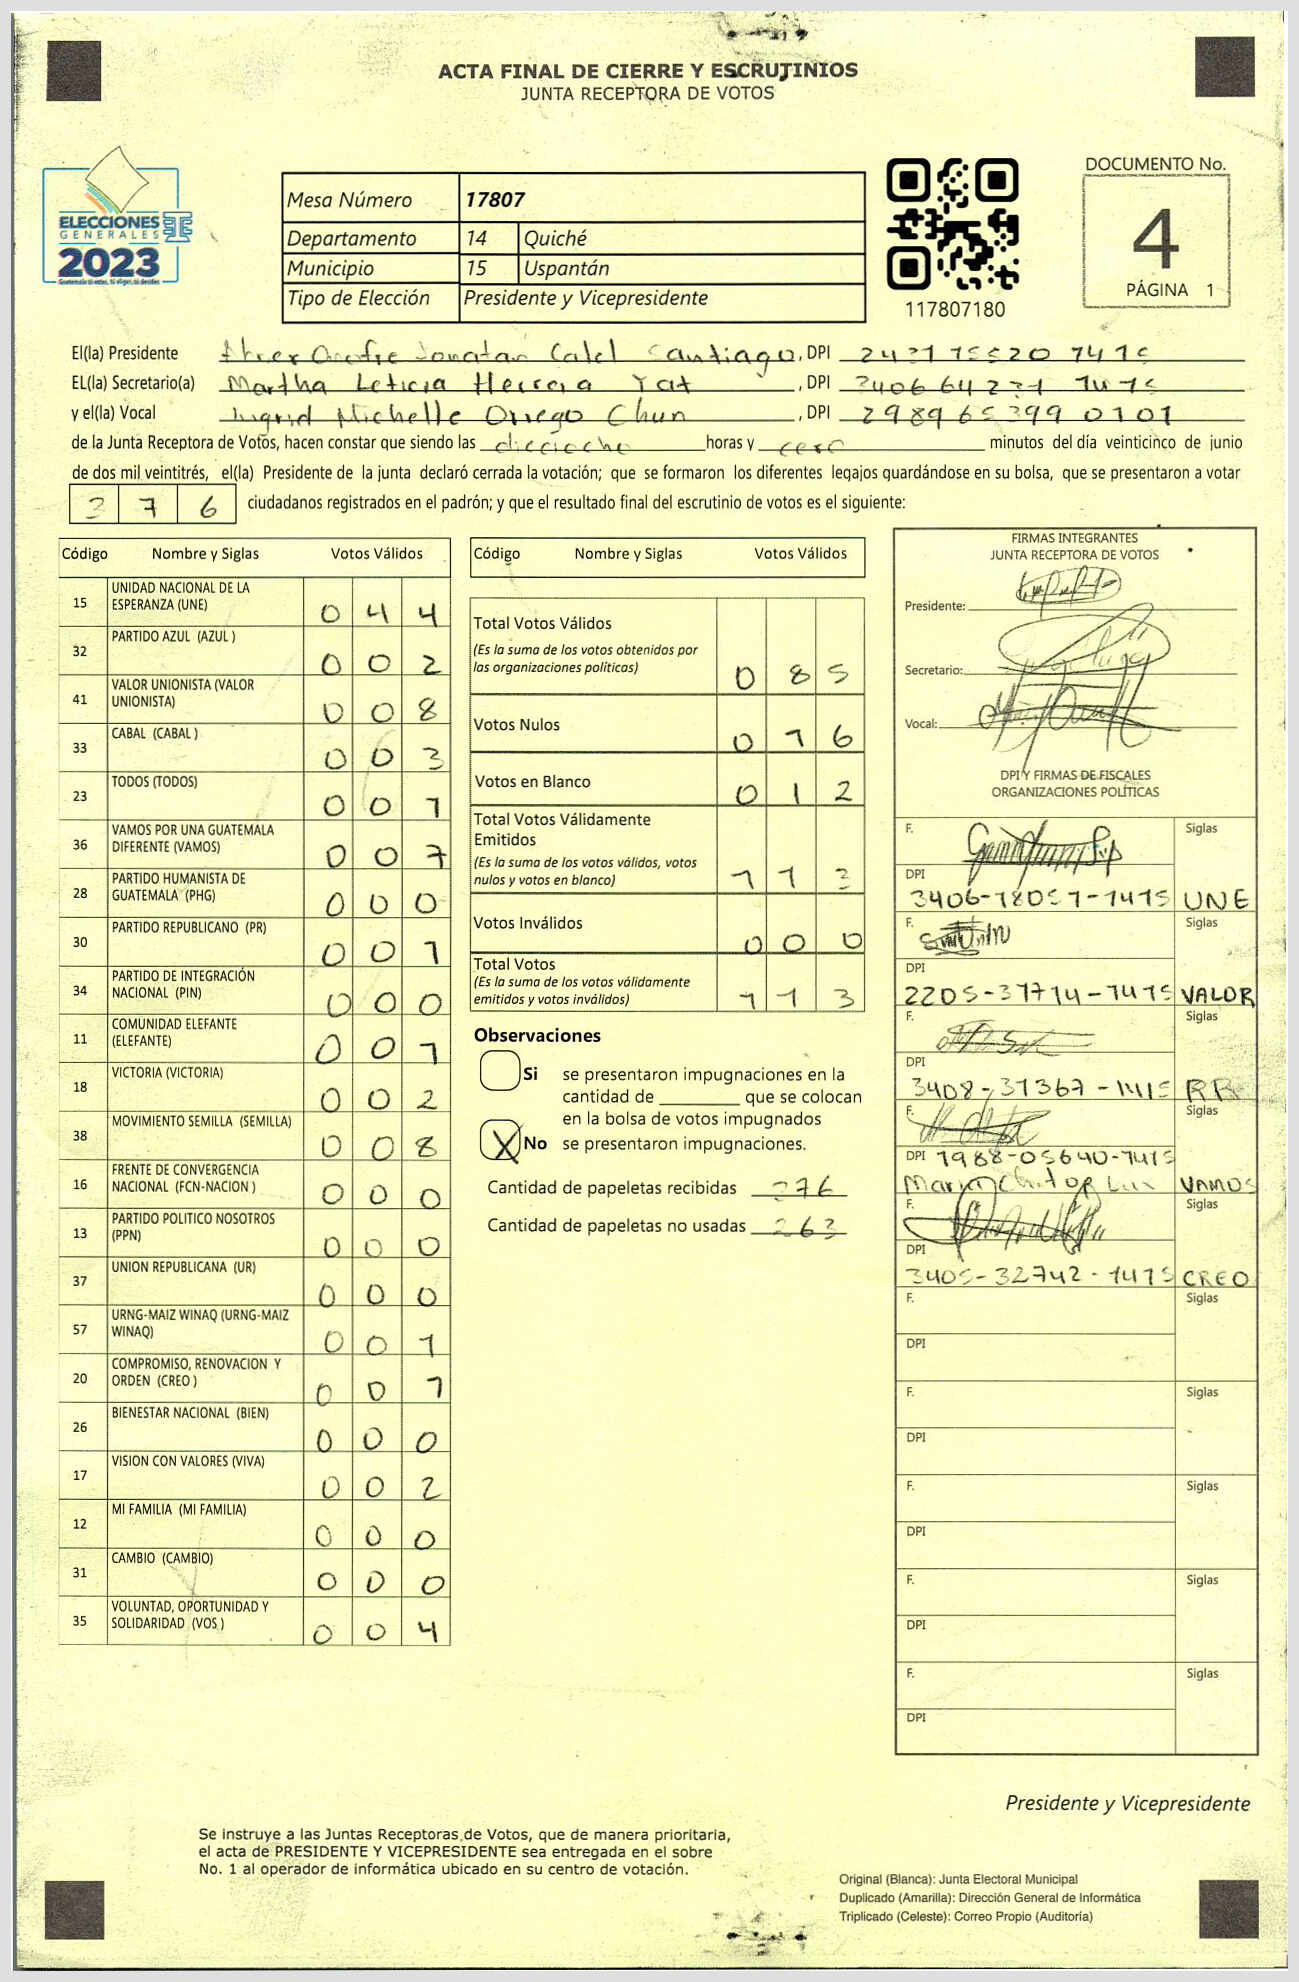 ACTA FINAL DE CIERRE Y ESCRUTINIOS
JUNTA RECEPTORA DE VOTOS
ELECCIONES
GENERALES
2023
Mesa Número 17807
Departamento 14 Quiché
Municipio 15 Uspantán
Tipo de Elección Presidente y Vicepresidente
117807180
DOCUMENTO No.
4
PÁGINA 1
El(la) Presidente Jonatan Calel Santiago, DPI
EL(la) Secretario(a) Martha Leticia Herrera Yat, DPI
y el(la) Vocal Ingrid Michelle Orrego Chun, DPI 2989653990101
de la Junta Receptora de Votos, hacen constar que siendo las dieciocho horas y cero minutos del día veinticinco de junio
de dos mil veintitrés, el(la) Presidente de la junta declaró cerrada la votación; que se formaron los diferentes legajos guardándose en su bolsa, que se presentaron a votar
376 ciudadanos registrados en el padrón; y que el resultado final del escrutinio de votos es el siguiente:
Código Nombre y Siglas Votos Válidos
15 UNIDAD NACIONAL DE LA ESPERANZA (UNE) 0 4 4
32 PARTIDO AZUL (AZUL ) 0 0 2
41 VALOR UNIONISTA (VALOR UNIONISTA) 0 0 8
33 CABAL (CABAL ) 0 0 3
23 TODOS (TODOS) 0 0 1
36 VAMOS POR UNA GUATEMALA DIFERENTE (VAMOS) 0 0 7
28 PARTIDO HUMANISTA DE GUATEMALA (PHG) 0 0 0
30 PARTIDO REPUBLICANO (PR) 0 0 1
34 PARTIDO DE INTEGRACIÓN NACIONAL (PIN) 0 0 0
11 COMUNIDAD ELEFANTE (ELEFANTE) 0 0 1
18 VICTORIA (VICTORIA) 0 0 2
38 MOVIMIENTO SEMILLA (SEMILLA) 0 0 8
16 FRENTE DE CONVERGENCIA NACIONAL (FCN-NACION ) 0 0 0
13 PARTIDO POLITICO NOSOTROS (PPN) 0 0 0
37 UNION REPUBLICANA (UR) 0 0 0
57 URNG-MAIZ WINAQ (URNG-MAIZ WINAQ) 0 0 1
20 COMPROMISO, RENOVACION Y ORDEN (CREO ) 0 0 1
26 BIENESTAR NACIONAL (BIEN) 0 0 0
17 VISION CON VALORES (VIVA) 0 0 2
12 MI FAMILIA (MI FAMILIA) 0 0 0
31 CAMBIO (CAMBIO) 0 0 0
35 VOLUNTAD, OPORTUNIDAD Y SOLIDARIDAD (VOS ) 0 0 4
Código Nombre y Siglas Votos Válidos
Total Votos Válidos 0 8 5
(Es la suma de los votos obtenidos por
las organizaciones políticas)
Votos Nulos 0 1 6
Votos en Blanco 0 1 2
Total Votos Válidamente Emitidos 1 1 3
(Es la suma de los votos válidos, votos
nulos y votos en blanco)
Votos Inválidos 0 0 0
Total Votos 1 1 3
(Es la suma de los votos válidamente
emitidos y votos inválidos)
Observaciones
Si se presentaron impugnaciones en la
cantidad de ________ que se colocan
en la bolsa de votos impugnados
X No se presentaron impugnaciones.
Cantidad de papeletas recibidas 376
Cantidad de papeletas no usadas 263
FIRMAS INTEGRANTES
JUNTA RECEPTORA DE VOTOS
Presidente:
Secretario:
Vocal:
DPI Y FIRMAS DE FISCALES
ORGANIZACIONES POLÍTICAS
F. Siglas
DPI
3406-18051-1415 UNE
F. Siglas
DPI
2205-31714-1415 VALOR
F. Siglas
DPI
3408-31367-1415
F. Siglas
DPI 1988-05640-1415
VAMOS
F. Siglas
DPI
3405-32742-1415 CREO
F. Siglas
DPI
F. Siglas
DPI
F. Siglas
DPI
F. Siglas
DPI
F. Siglas
DPI
Presidente y Vicepresidente
Se instruye a las Juntas Receptoras de Votos, que de manera prioritaria,
el acta de PRESIDENTE Y VICEPRESIDENTE sea entregada en el sobre
No. 1 al operador de informática ubicado en su centro de votación.
Original (Blanca): Junta Electoral Municipal
Duplicado (Amarilla): Dirección General de Informática
Triplicado (Celeste): Correo Propio (Auditoría)